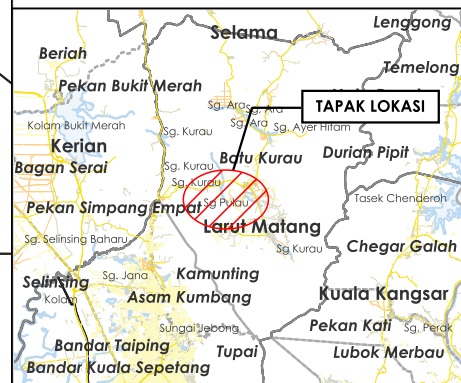 Lenggong
Selama
Beriah
Temelong
Pekan Bukit Merah
Sg. Ara
Sg. Ara
TAPAK LOKASI
Kolam Bukit Merah
Sg. Kurau
Sg. Ara
Sg. Ayer Hitam
Kerian
Batu Kurau
Durian Pipit
Bagan Serai
Sg. Kurau
Sg. Kurau
Tasek Chenderoh
Pekan Simpang Empat
Sg Pulau
Larut Matang
Sg. Selinsing Baharu
Sg Kurau
Chegar Galah
Selinsing
Sg. Jana
Kamunting
Kolam
Asam Kumbang
Kuala Kangsar
Sungai Jebong
Pekan Kati
Sg. Perak
Bandar Taiping
Tupai
Lubok Merbau
Bandar Kuala Sepetang